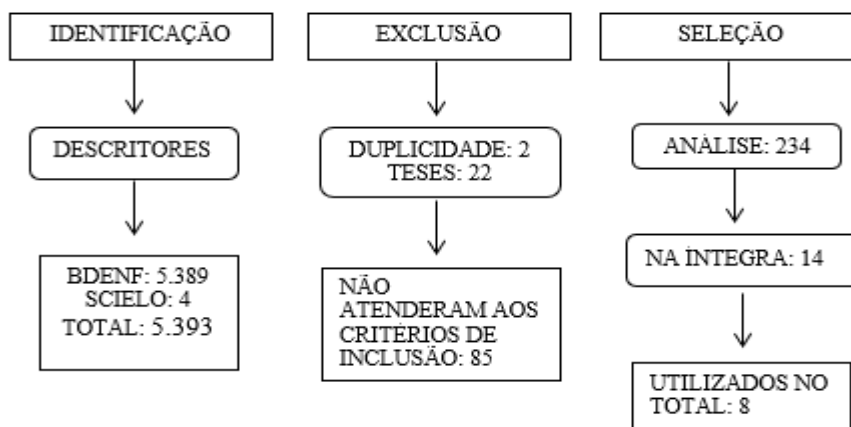 IDENTIFICAÇÃO
DESCRITORES
BDENF: 5.389
SCIELO: 4
TOTAL: 5.393
EXCLUSÃO
DUPLICIDADE: 2
TESES: 22
NÃO
ATENDERAM AOS
CRITÉRIOS DE
INCLUSÃO: 85
SELEÇÃO
ANÁLISE: 234
NA ÍNTEGRA: 14
UTILIZADOS NO
TOTAL: 8